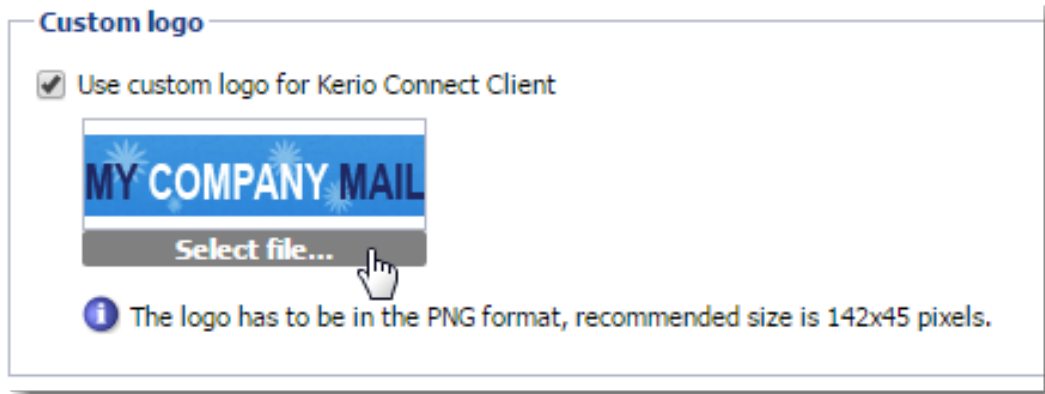 Custom logo
Use custom logo for Kerio Connect Client
MY COMPANY MAIL
Select file...
The logo has to be in the PNG format, recommended size is 142x45 pixels.